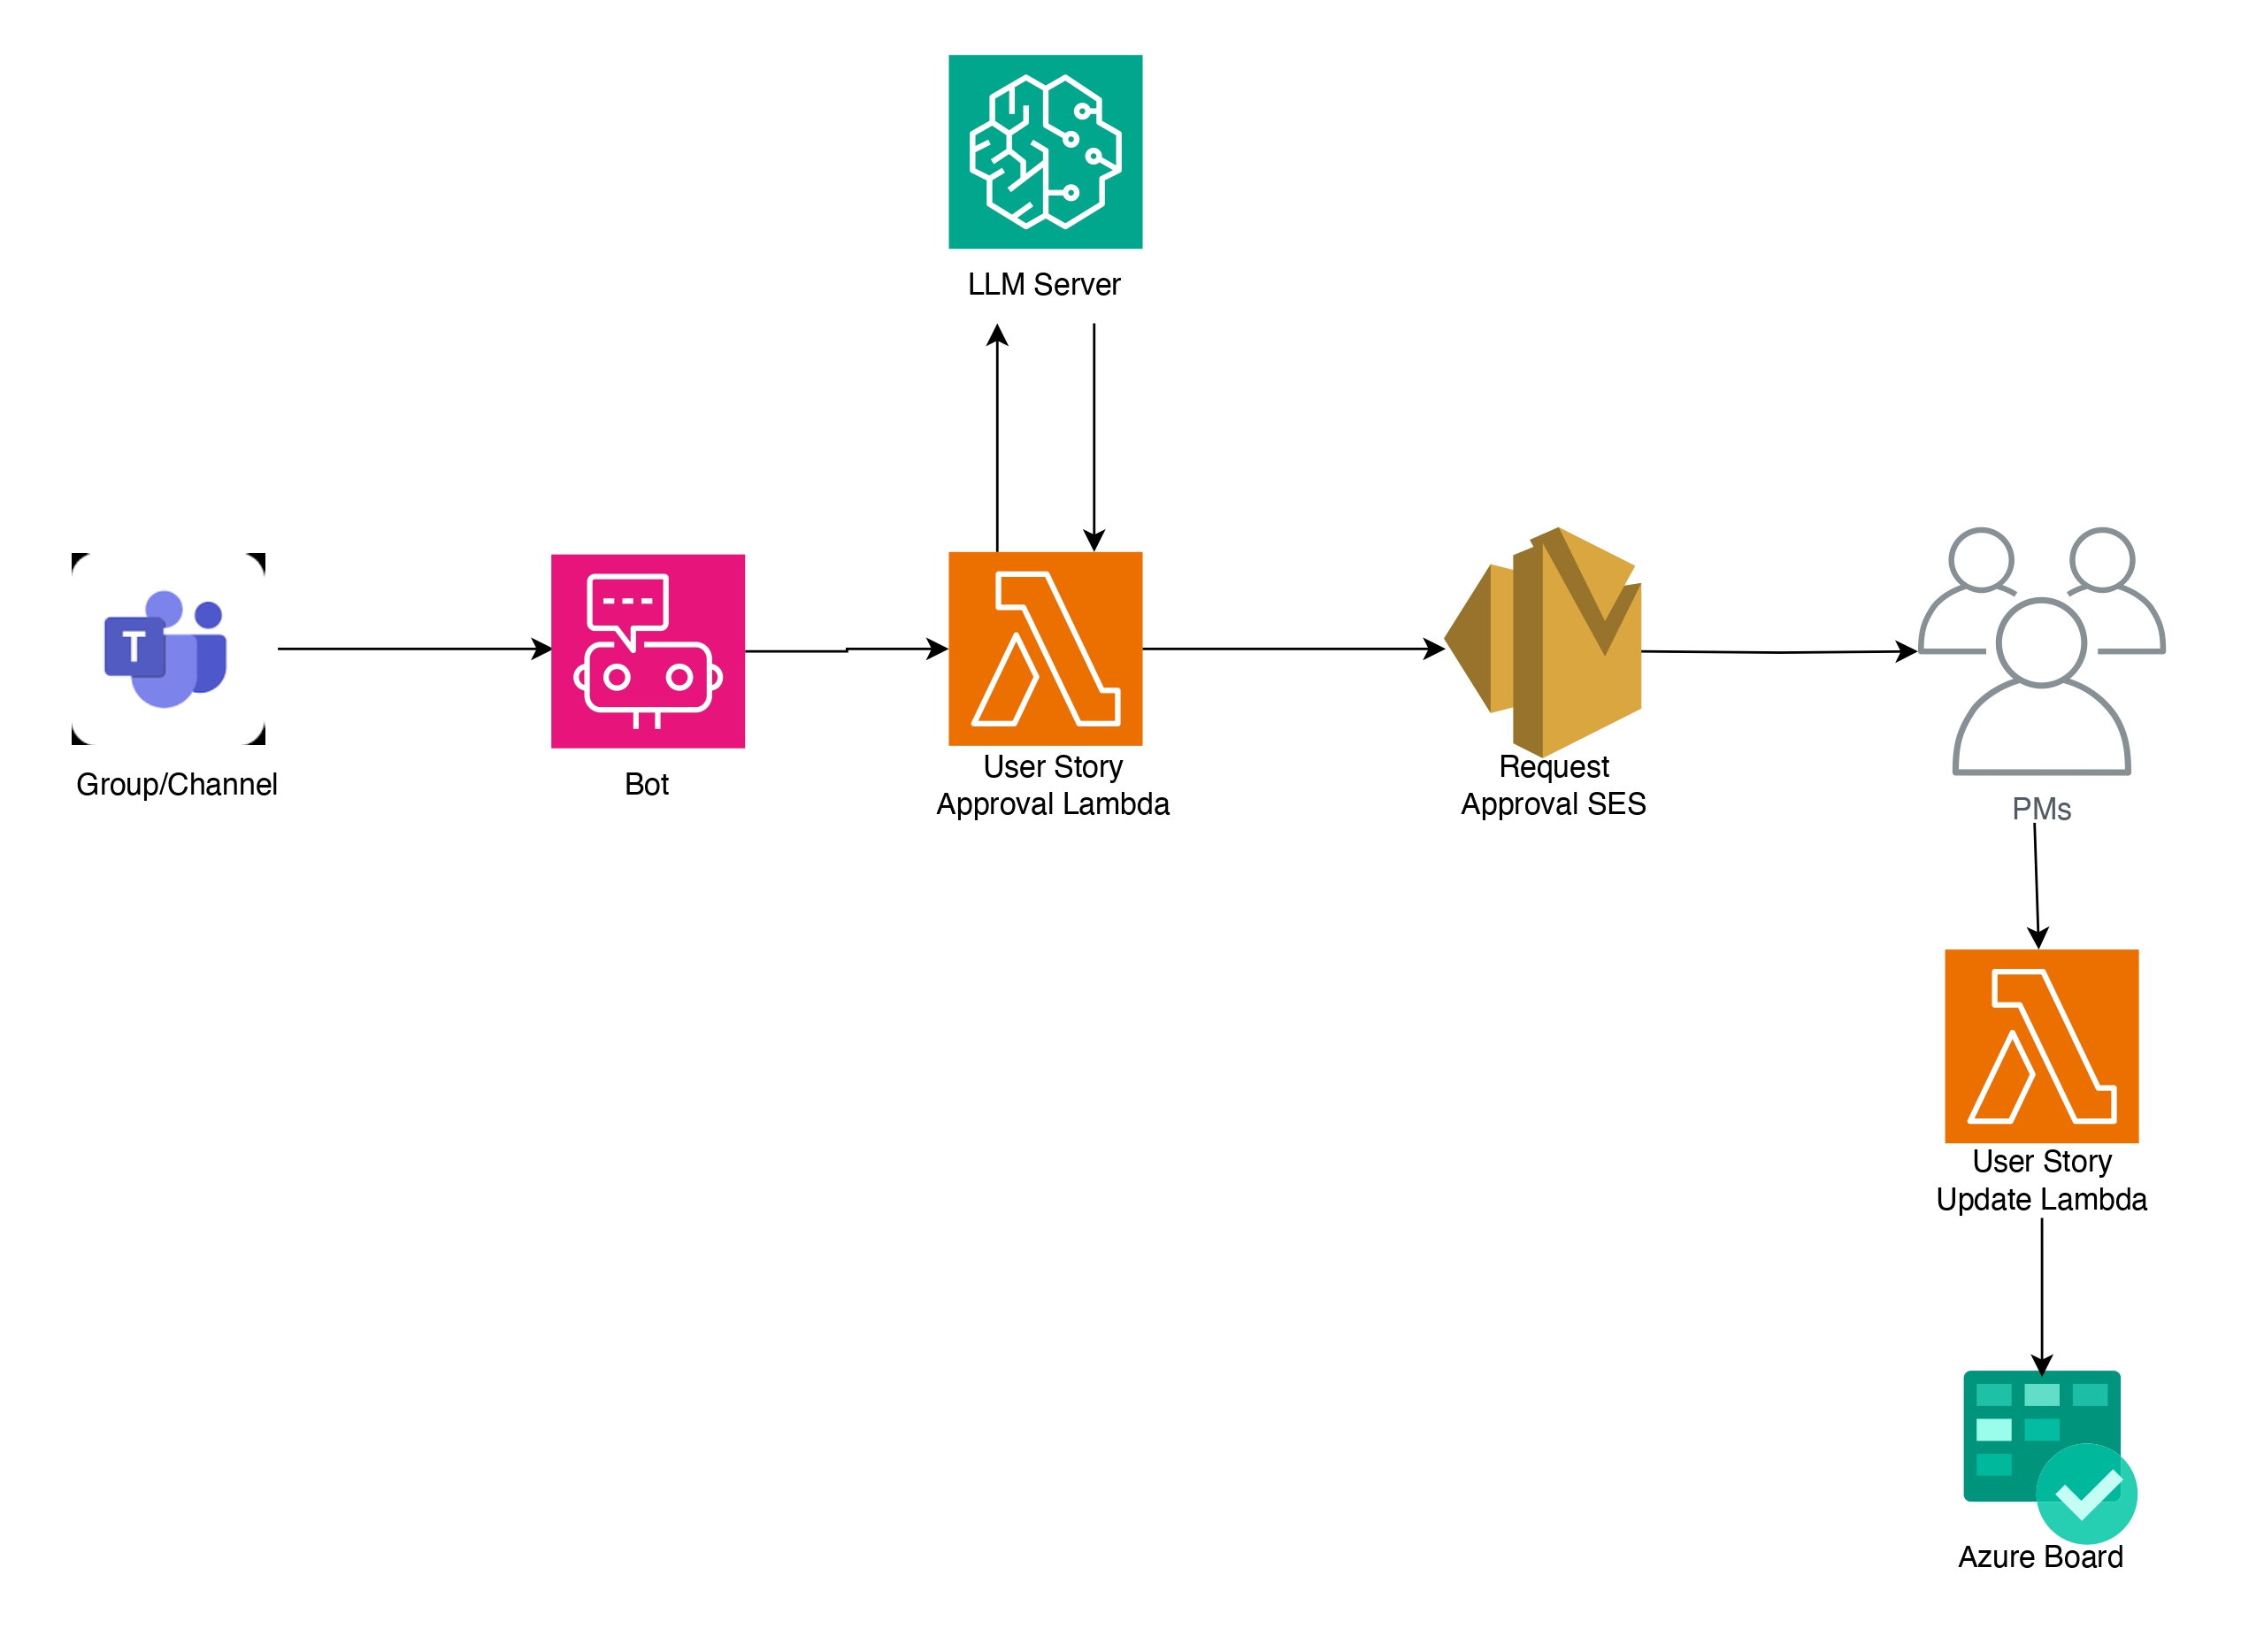 LLM Server
T
Group/Channel
Bot
User Story
Approval Lambda
Request
Approval SES
PMs
User Story
Update Lambda
Azure Board